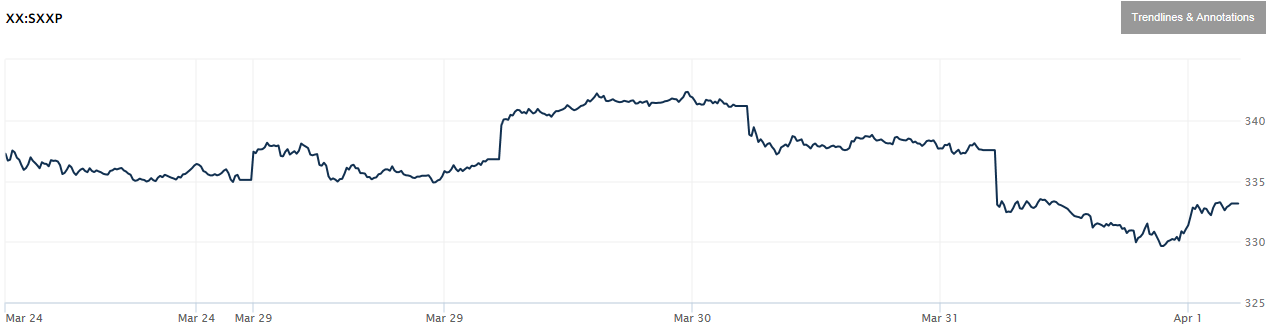 XX:SXXP
Trendlines & Annotations
340
335
330
325
Mar 24 Mar 24 Mar 29 Mar 29 Mar 30 Mar 31 Apr 1